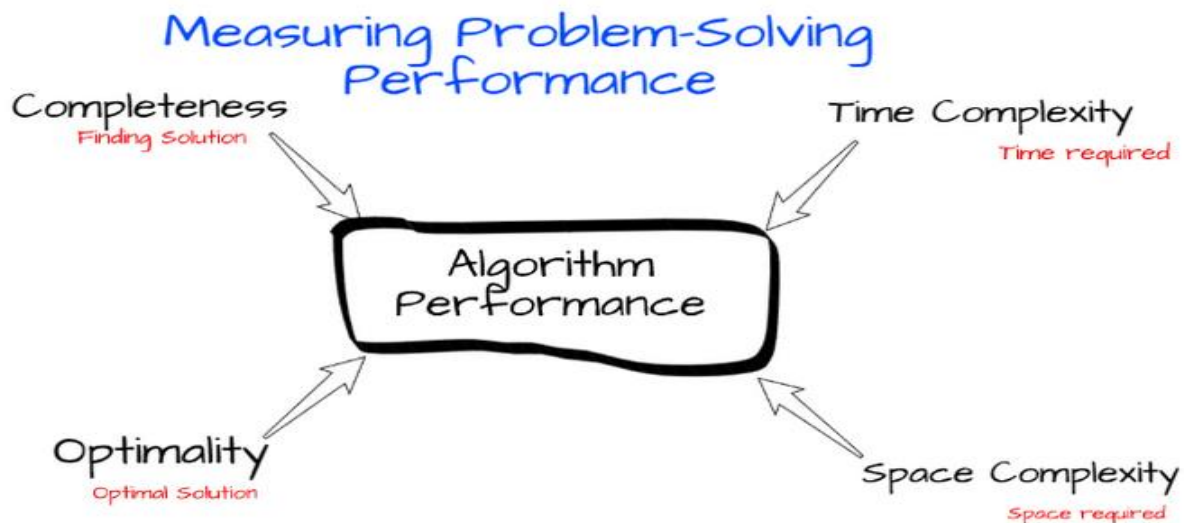 Measuring Problem-Solving
Performance
Completeness
Finding Solution
Time Complexity
Time required
Algorithm
Performance
Optimality
Optimal Solution
Space Complexity
Space required